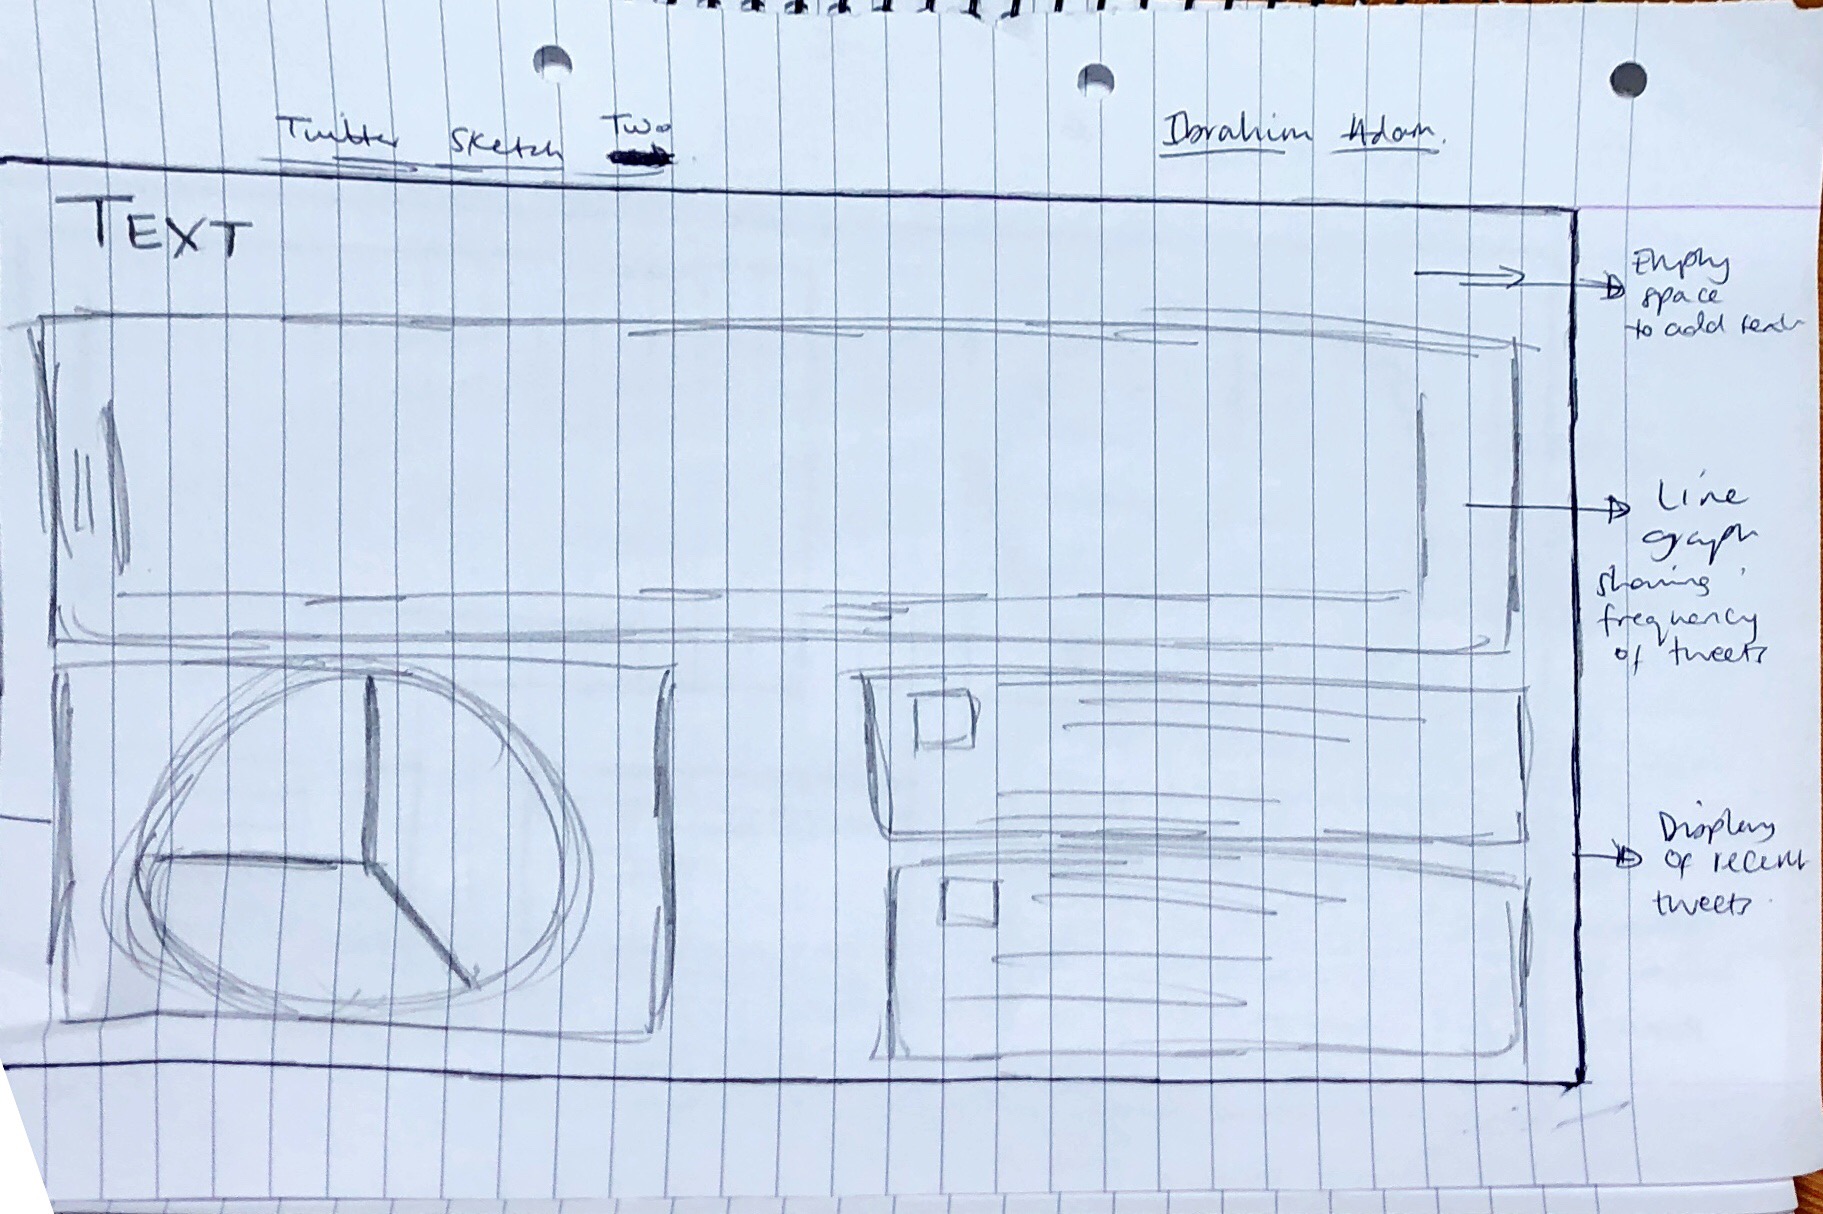 Twitter Sketch Two
Ibrahim Adam.
TEXT
Empty
space
to add text
Line
graph
showing
frequency
of tweets
Display
of recent
tweets